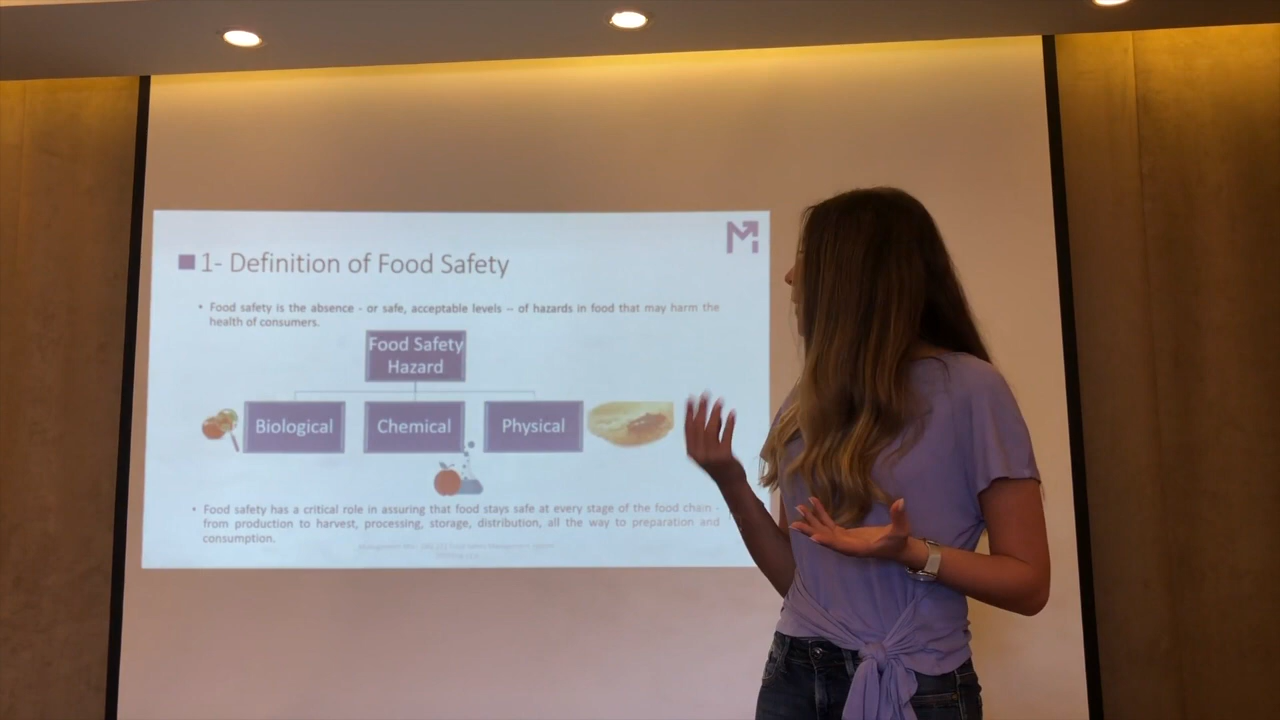 1- Definition of Food Safety
• Food safety is the absence - or safe, acceptable levels – of hazards in food that may harm the
health of consumers.
Food Safety
Hazard
Biological
Chemical
Physical
• Food safety has a critical role in assuring that food stays safe at every stage of the food chain -
from production to harvest, processing, storage, distribution, all the way to preparation and
consumption.